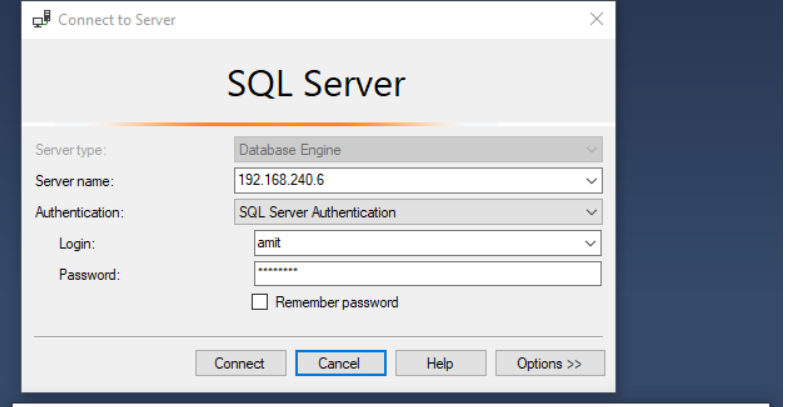 Connect to Server
SQL Server
Server type: Database Engine
Server name: 192.168.240.6
Authentication: SQL Server Authentication
Login: amit
Password: ********
Remember password
Connect Cancel Help Options >>